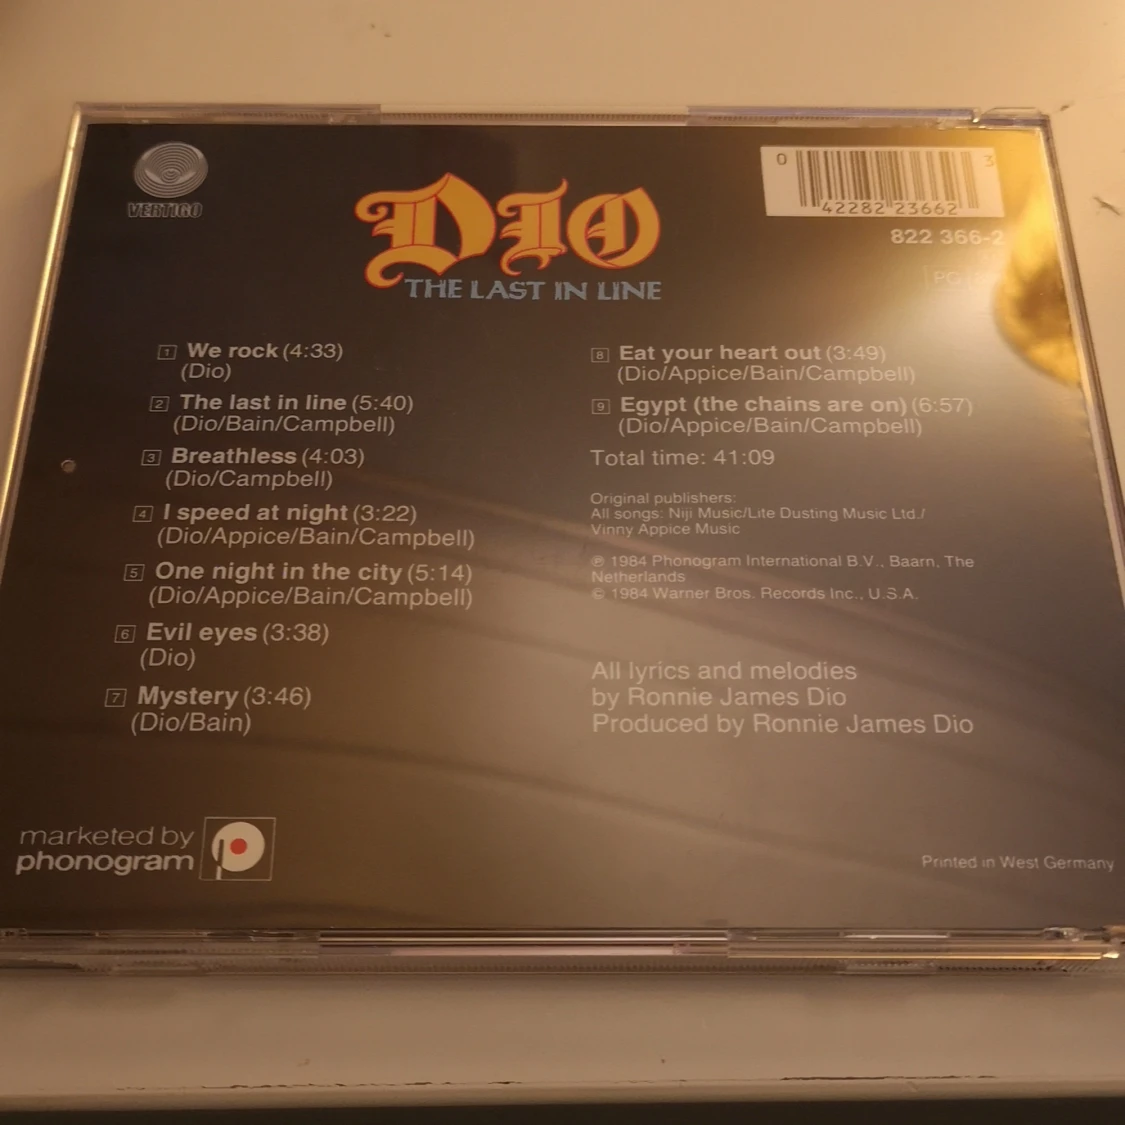 VERTIGO
DIO
THE LAST IN LINE
0 42282 23662 3
822 366-2
PG
1 We rock (4:33)
(Dio)
2 The last in line (5:40)
(Dio/Bain/Campbell)
3 Breathless (4:03)
(Dio/Campbell)
4 I speed at night (3:22)
(Dio/Appice/Bain/Campbell)
5 One night in the city (5:14)
(Dio/Appice/Bain/Campbell)
6 Evil eyes (3:38)
(Dio)
7 Mystery (3:46)
(Dio/Bain)
8 Eat your heart out (3:49)
(Dio/Appice/Bain/Campbell)
9 Egypt (the chains are on) (6:57)
(Dio/Appice/Bain/Campbell)
Total time: 41:09
Original publishers:
All songs: Niji Music/Lite Dusting Music Ltd./
Vinny Appice Music
℗ 1984 Phonogram International B.V., Baarn, The
Netherlands
© 1984 Warner Bros. Records Inc., U.S.A.
All lyrics and melodies
by Ronnie James Dio
Produced by Ronnie James Dio
marketed by
phonogram
Printed in West Germany